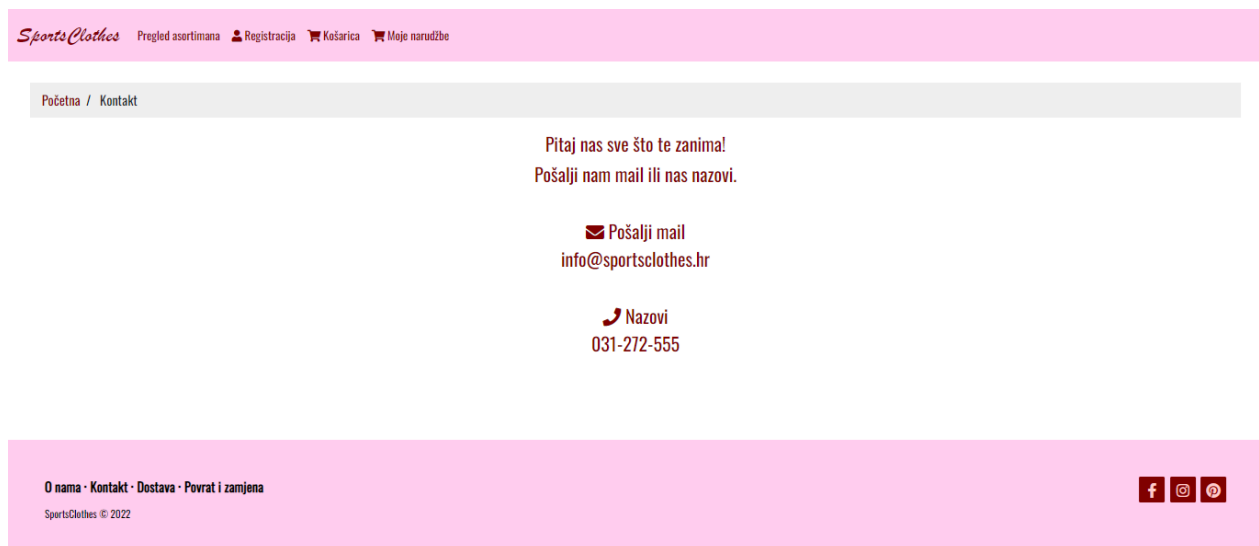 SportsClothes Pregled asortimana Registracija Košarica Moje narudžbe
Početna / Kontakt
Pitaj nas sve što te zanima!
Pošalji nam mail ili nas nazovi.
Pošalji mail
info@sportsclothes.hr
Nazovi
031-272-555
O nama · Kontakt · Dostava · Povrat i zamjena
SportsClothes © 2022